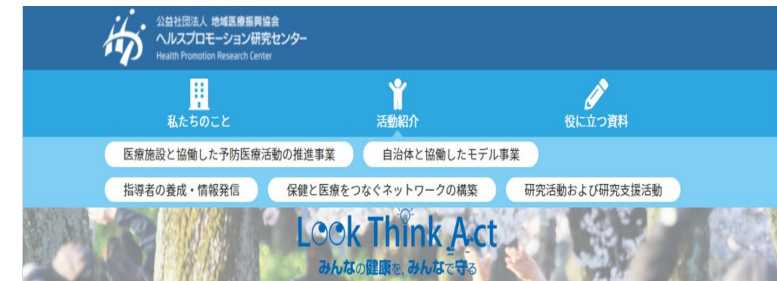 公益社団法人 地域医療振興協会
ヘルスプロモーション研究センター
Health Promotion Research Center
私たちのこと 活動紹介 役に立つ資料
医療施設と協働した予防医療活動の推進事業 自治体と協働したモデル事業
指導者の養成・情報発信 保健と医療をつなぐネットワークの構築 研究活動および研究支援活動
Look Think Act
みんなの健康を、みんなで守る